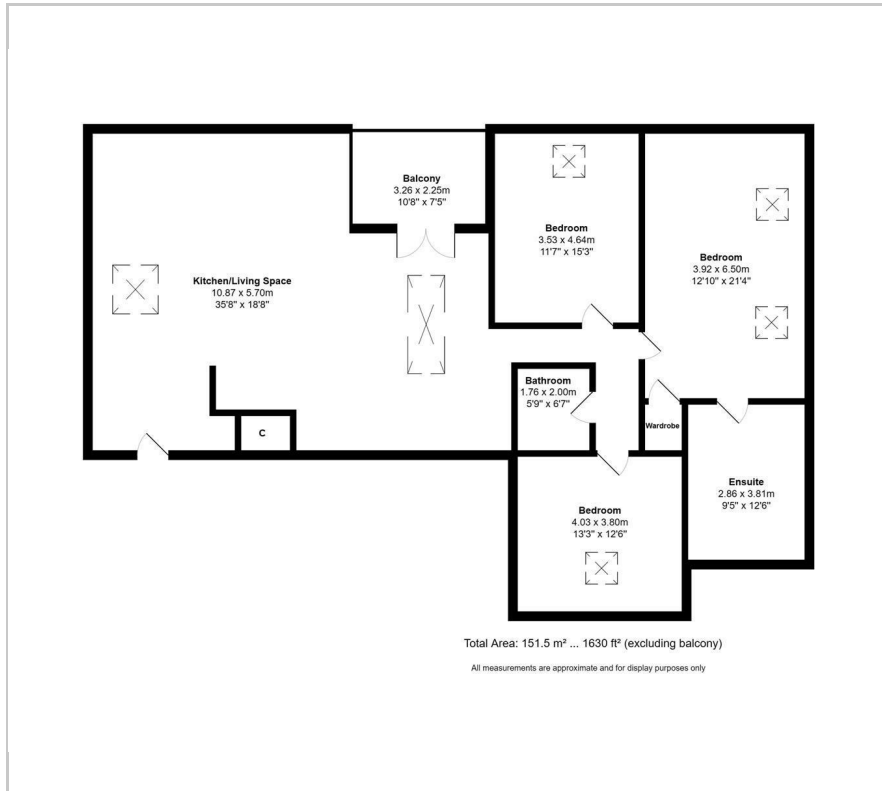 Balcony
3.26 x 2.25m
10'8" x 7'5"
Bedroom
3.53 x 4.64m
11'7" x 15'3"
Bedroom
3.92 x 6.50m
12'10" x 21'4"
Kitchen/Living Space
10.87 x 5.70m
35'8" x 18'8"
Bathroom
1.76 x 2.00m
5'9" x 6'7"
Wardrobe
C
Ensuite
2.86 x 3.81m
9'5" x 12'6"
Bedroom
4.03 x 3.80m
13'3" x 12'6"
Total Area: 151.5 m² ... 1630 ft² (excluding balcony)
All measurements are approximate and for display purposes only